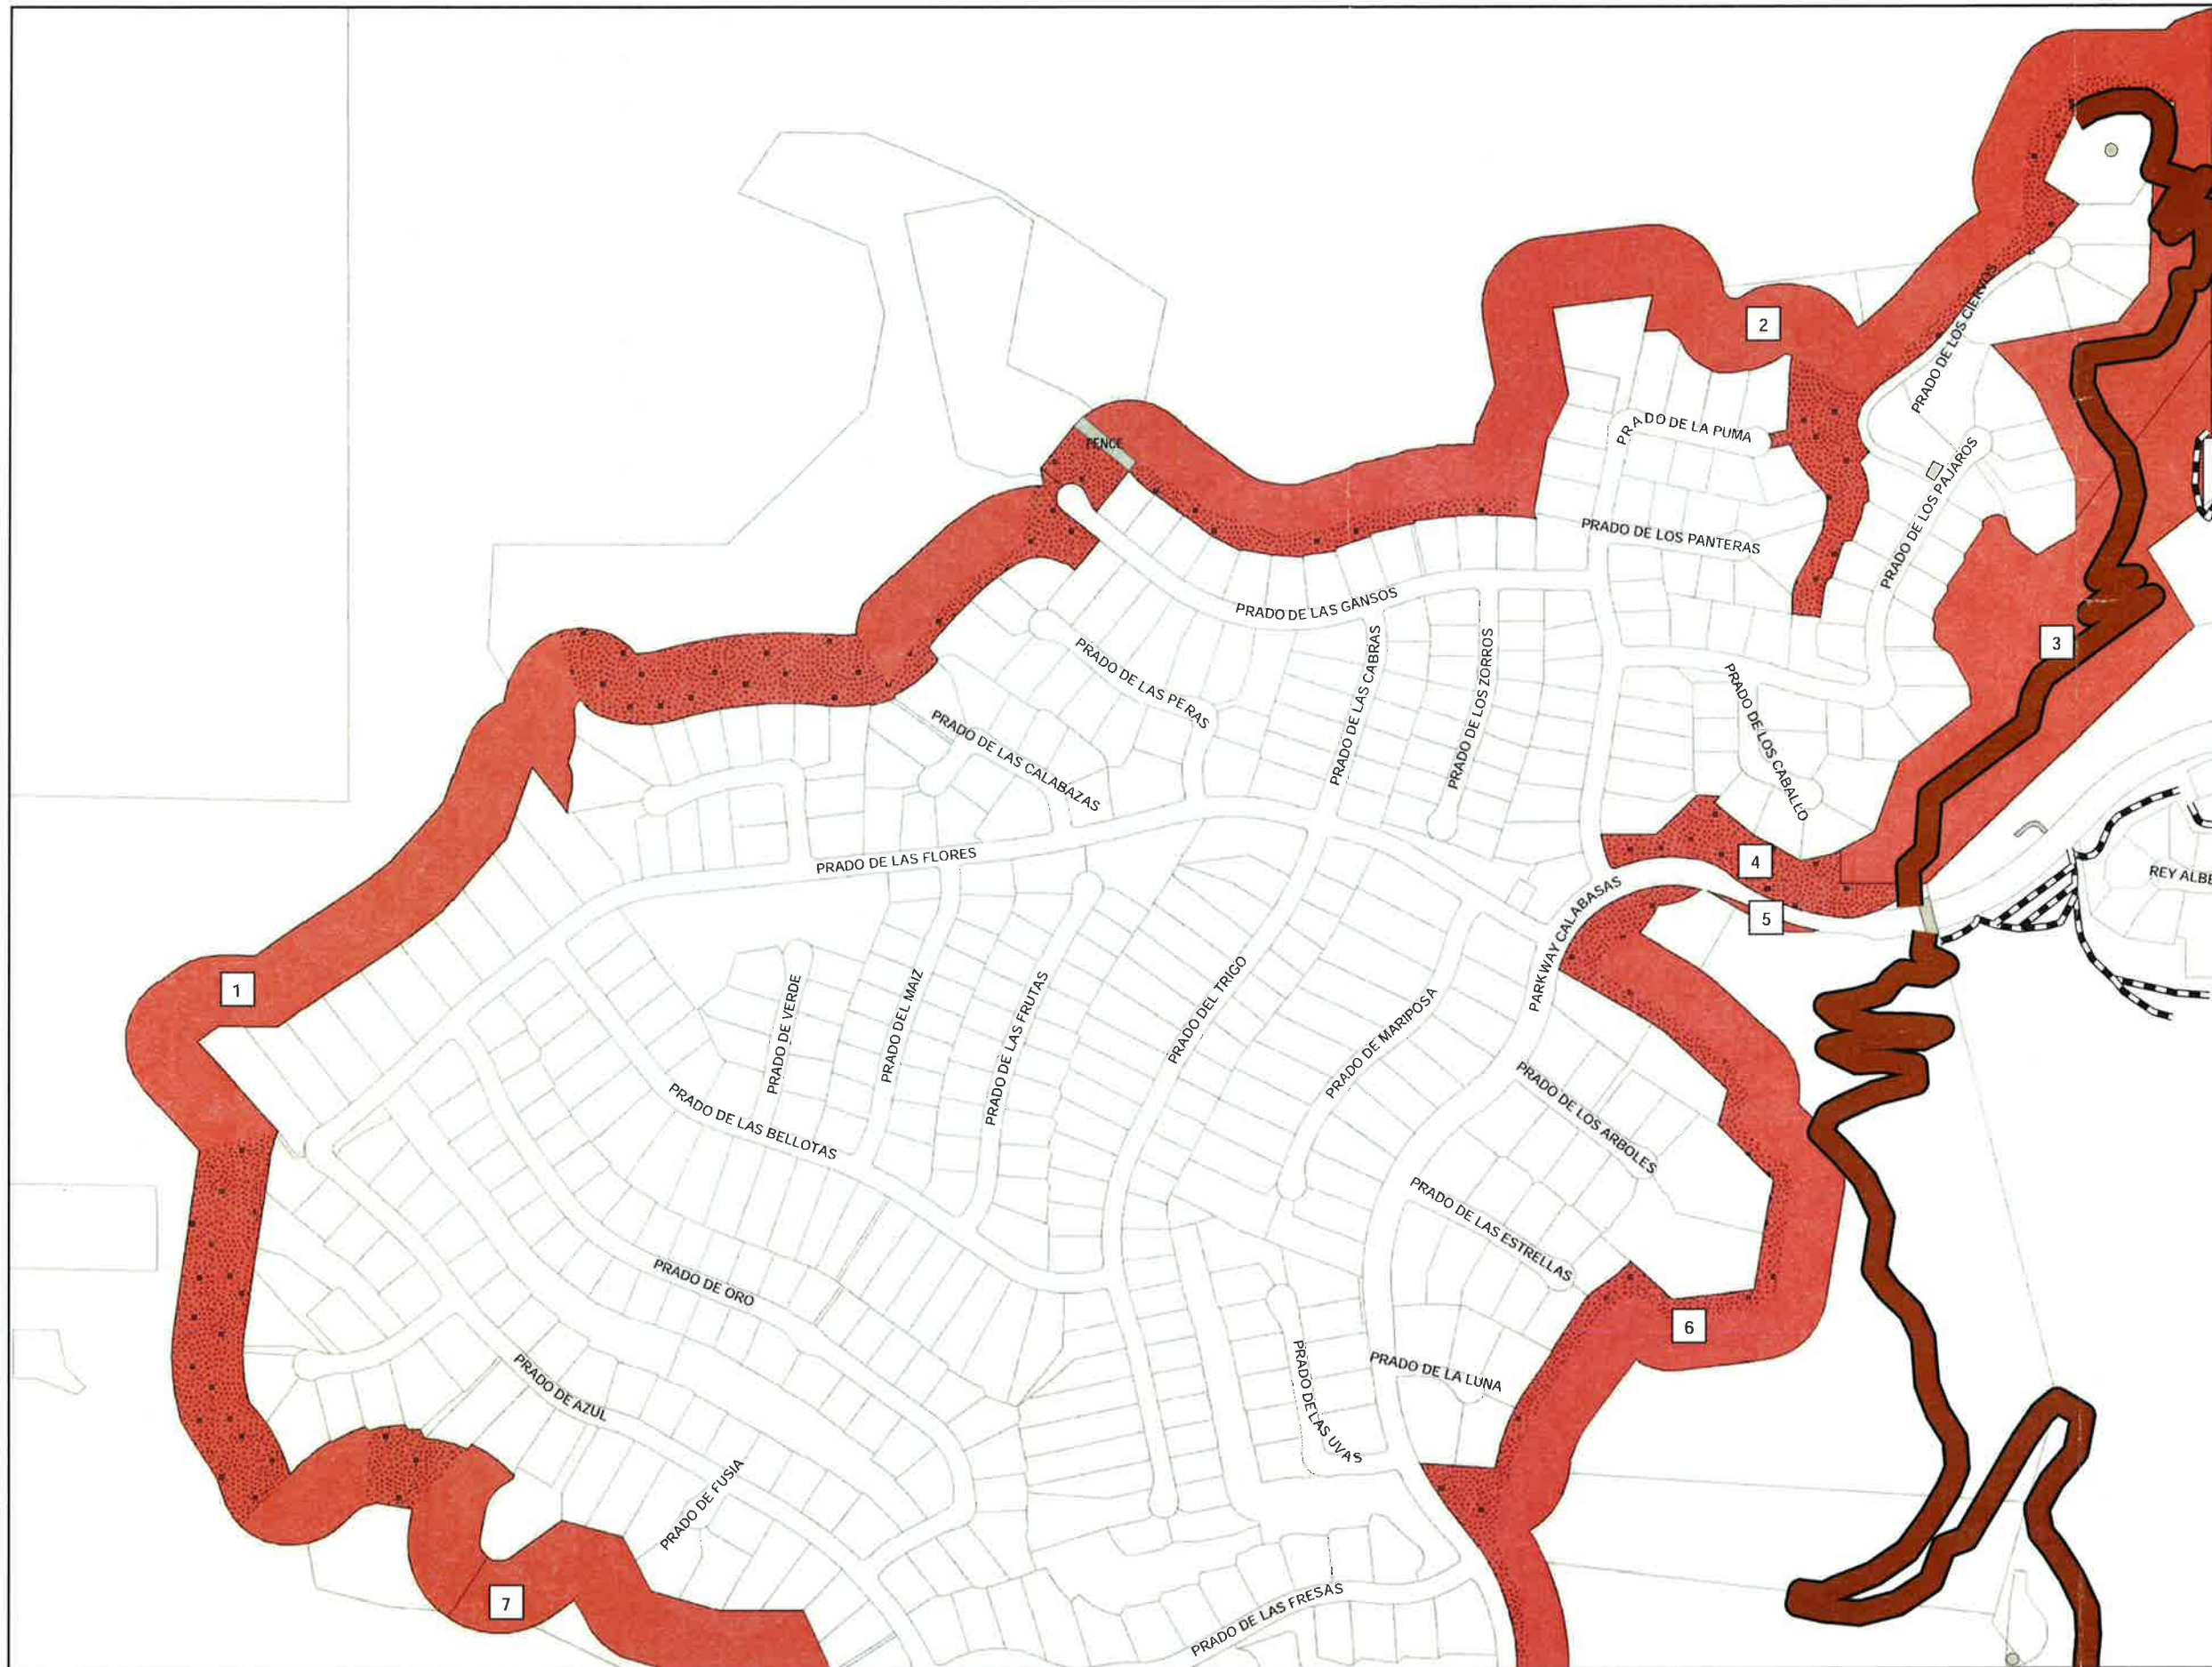 PRADO DE LOS CIERVOS
2
PRADO DE LA PUMA
FENCE
PRADO DE LOS PAJAROS
PRADO DE LOS PANTERAS
PRADO DE LAS GANSOS
3
PRADO DE LAS PERAS
PRADO DE LAS CABRAS
PRADO DE LOS ZORROS
PRADO DE LOS CABALLO
PRADO DE LAS CALABAZAS
PRADO DE LAS FLORES
4
REY ALBE
5
PARKWAY CALABASAS
1
PRADO DE VERDE
PRADO DEL MAIZ
PRADO DE LAS FRUTAS
PRADO DEL TRIGO
PRADO DE MARIPOSA
PRADO DE LAS BELLOTAS
PRADO DE LOS ARBOLES
PRADO DE LAS ESTRELLAS
PRADO DE ORO
6
PRADO DE AZUL
PRADO DE LAS UVAS
PRADO DE LA LUNA
PRADO DE FUSIA
7
PRADO DE LAS FRESAS